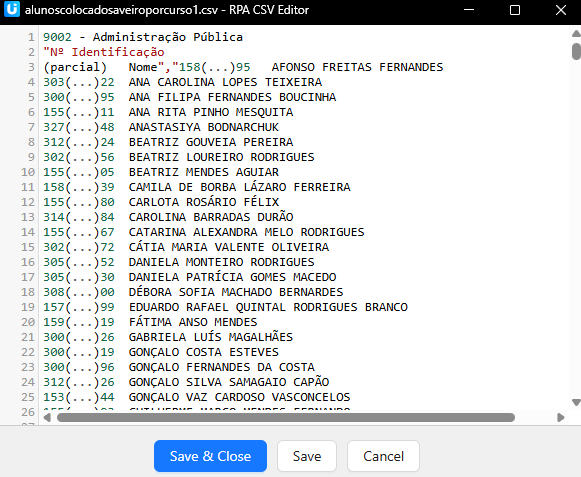 alunoscolocadosaveiroporcurso1.csv - RPA CSV Editor
1 9002 - Administração Pública
2 "Nº Identificação
3 (parcial) Nome","158(...)95 AFONSO FREITAS FERNANDES
4 303(...)22 ANA CAROLINA LOPES TEIXEIRA
5 300(...)95 ANA FILIPA FERNANDES BOUCINHA
6 155(...)11 ANA RITA PINHO MESQUITA
7 327(...)48 ANASTASIYA BODNARCHUK
8 312(...)24 BEATRIZ GOUVEIA PEREIRA
9 302(...)56 BEATRIZ LOUREIRO RODRIGUES
10 155(...)05 BEATRIZ MENDES AGUIAR
11 158(...)39 CAMILA DE BORBA LÁZARO FERREIRA
12 155(...)80 CARLOTA ROSÁRIO FÉLIX
13 314(...)84 CAROLINA BARRADAS DURÃO
14 155(...)67 CATARINA ALEXANDRA MELO RODRIGUES
15 302(...)72 CÁTIA MARIA VALENTE OLIVEIRA
16 305(...)52 DANIELA MONTEIRO RODRIGUES
17 305(...)30 DANIELA PATRÍCIA GOMES MACEDO
18 308(...)00 DÉBORA SOFIA MACHADO BERNARDES
19 157(...)99 EDUARDO RAFAEL QUINTAL RODRIGUES BRANCO
20 159(...)19 FÁTIMA ANSO MENDES
21 300(...)26 GABRIELA LUÍS MAGALHÃES
22 300(...)19 GONÇALO COSTA ESTEVES
23 300(...)96 GONÇALO FERNANDES DA COSTA
24 312(...)26 GONÇALO SILVA SAMAGAIO CAPÃO
25 153(...)44 GONÇALO VAZ CARDOSO VASCONCELOS
26
Save & Close Save Cancel